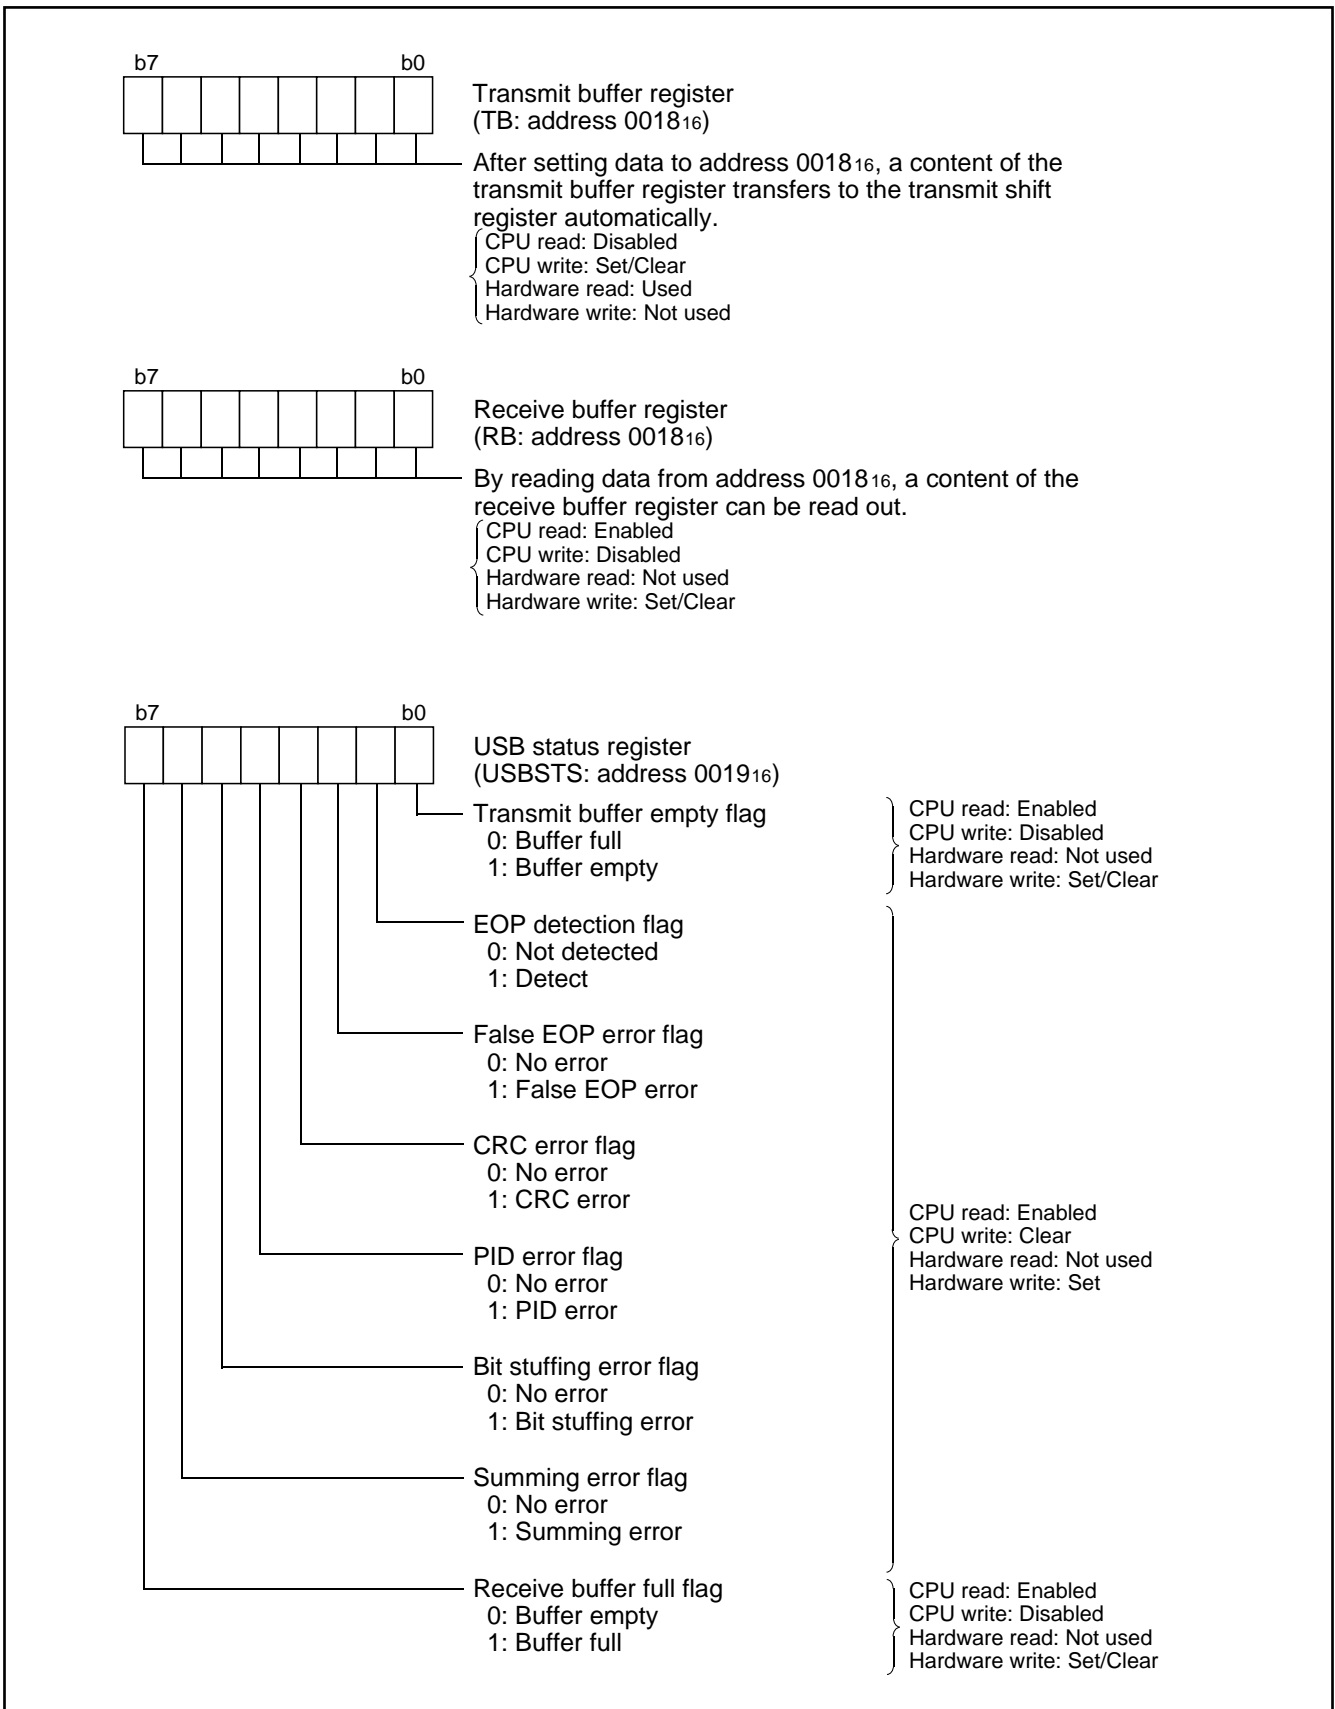 b7 b0
Transmit buffer register
(TB: address 0018₁₆)
After setting data to address 0018₁₆, a content of the
transmit buffer register transfers to the transmit shift
register automatically.
CPU read: Disabled
CPU write: Set/Clear
Hardware read: Used
Hardware write: Not used
b7 b0
Receive buffer register
(RB: address 0018₁₆)
By reading data from address 0018₁₆, a content of the
receive buffer register can be read out.
CPU read: Enabled
CPU write: Disabled
Hardware read: Not used
Hardware write: Set/Clear
b7 b0
USB status register
(USBSTS: address 0019₁₆)
Transmit buffer empty flag
0: Buffer full
1: Buffer empty
CPU read: Enabled
CPU write: Disabled
Hardware read: Not used
Hardware write: Set/Clear
EOP detection flag
0: Not detected
1: Detect
False EOP error flag
0: No error
1: False EOP error
CRC error flag
0: No error
1: CRC error
PID error flag
0: No error
1: PID error
Bit stuffing error flag
0: No error
1: Bit stuffing error
Summing error flag
0: No error
1: Summing error
CPU read: Enabled
CPU write: Clear
Hardware read: Not used
Hardware write: Set
Receive buffer full flag
0: Buffer empty
1: Buffer full
CPU read: Enabled
CPU write: Disabled
Hardware read: Not used
Hardware write: Set/Clear